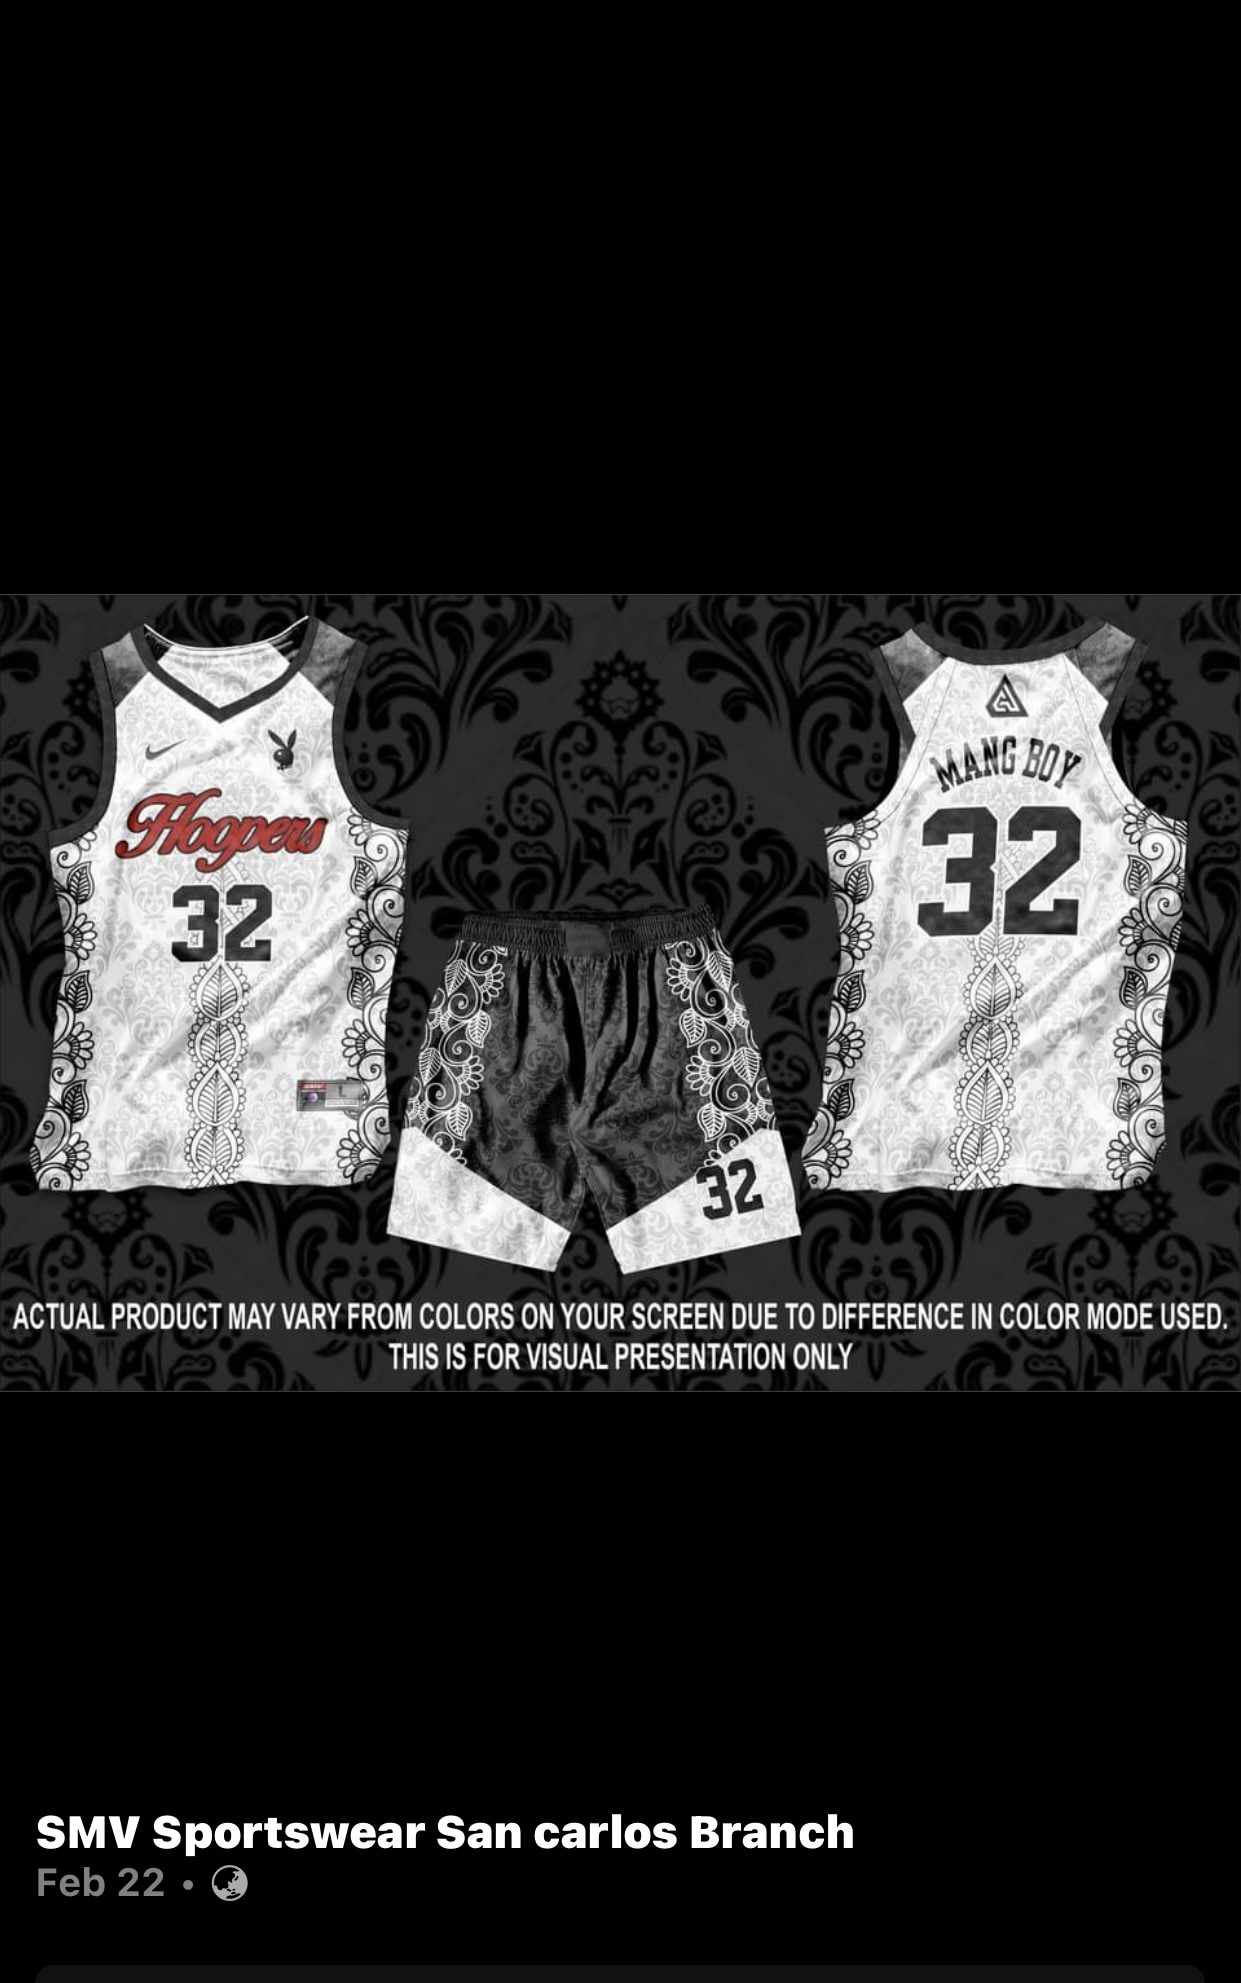 Hoopers
32
MANG BOY
32
32
ACTUAL PRODUCT MAY VARY FROM COLORS ON YOUR SCREEN DUE TO DIFFERENCE IN COLOR MODE USED.
THIS IS FOR VISUAL PRESENTATION ONLY
SMV Sportswear San carlos Branch
Feb 22 •